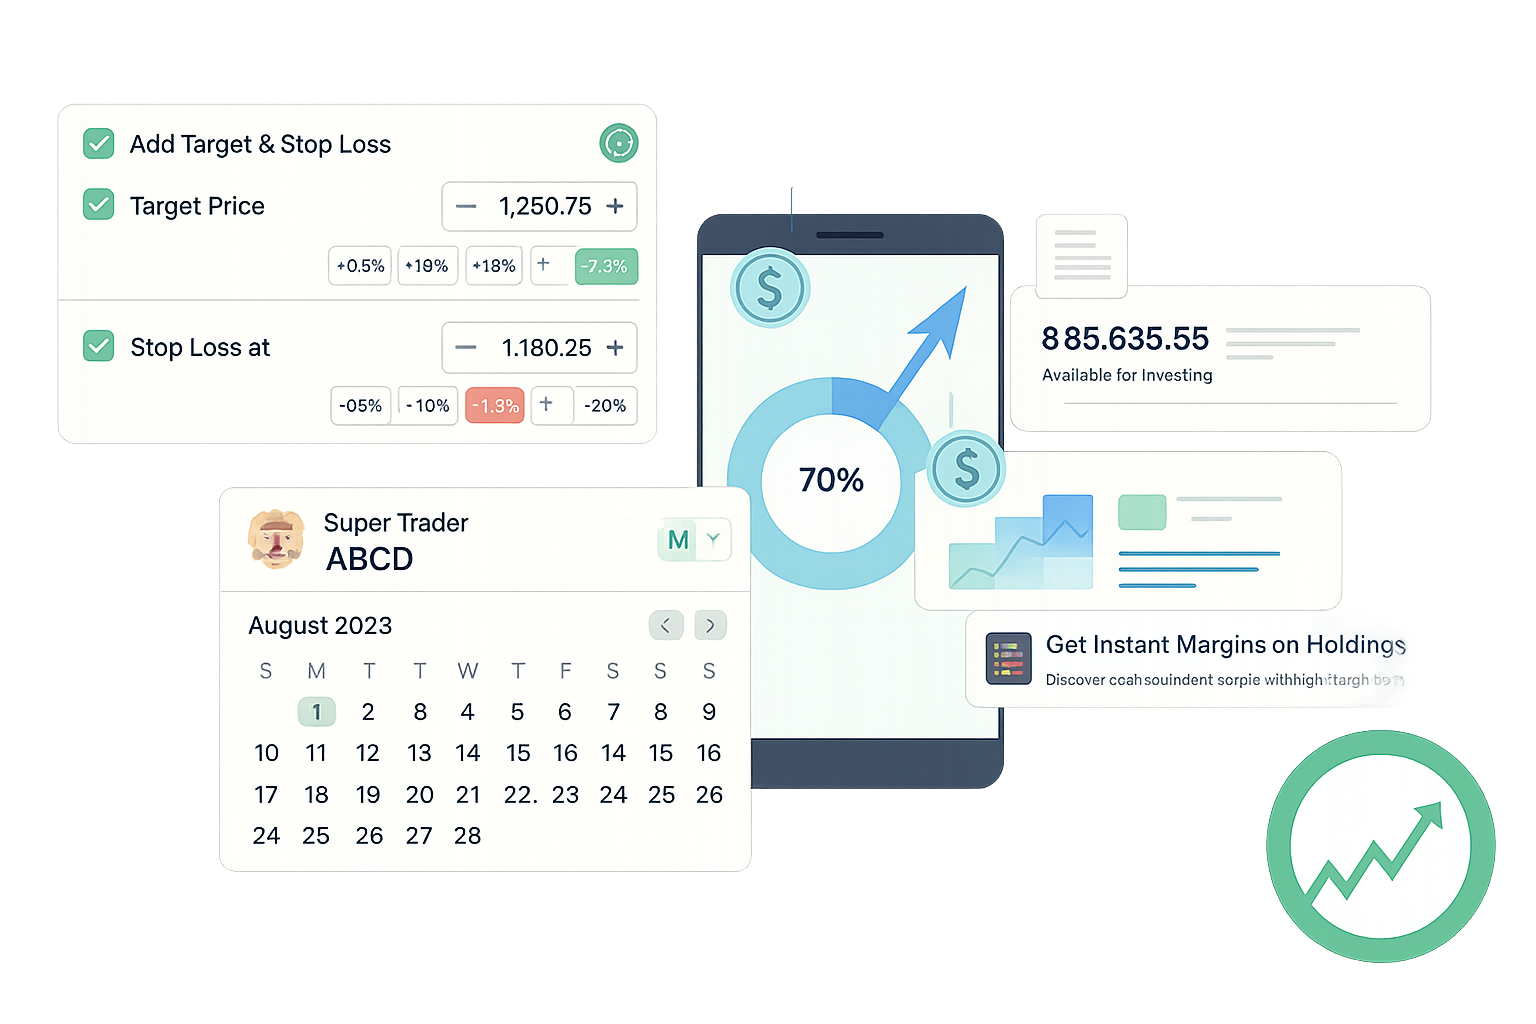 Add Target & Stop Loss
Target Price
— 1,250.75 +
+0.5% +19% +18% + -7.3%
Stop Loss at
— 1.180.25 +
-05% -10% -1.3% + -20%
$
70%
$
885.635.55
Available for Investing
Super Trader
ABCD
M
August 2023
< >
S M T T W T F S S S
1 2 8 4 5 6 7 8 9
10 11 12 13 14 15 16 14 15 16
17 18 19 20 21 22. 23 24 25 26
24 25 26 27 28
Get Instant Margins on Holdings
Discover coah souindent sorpie withhigh